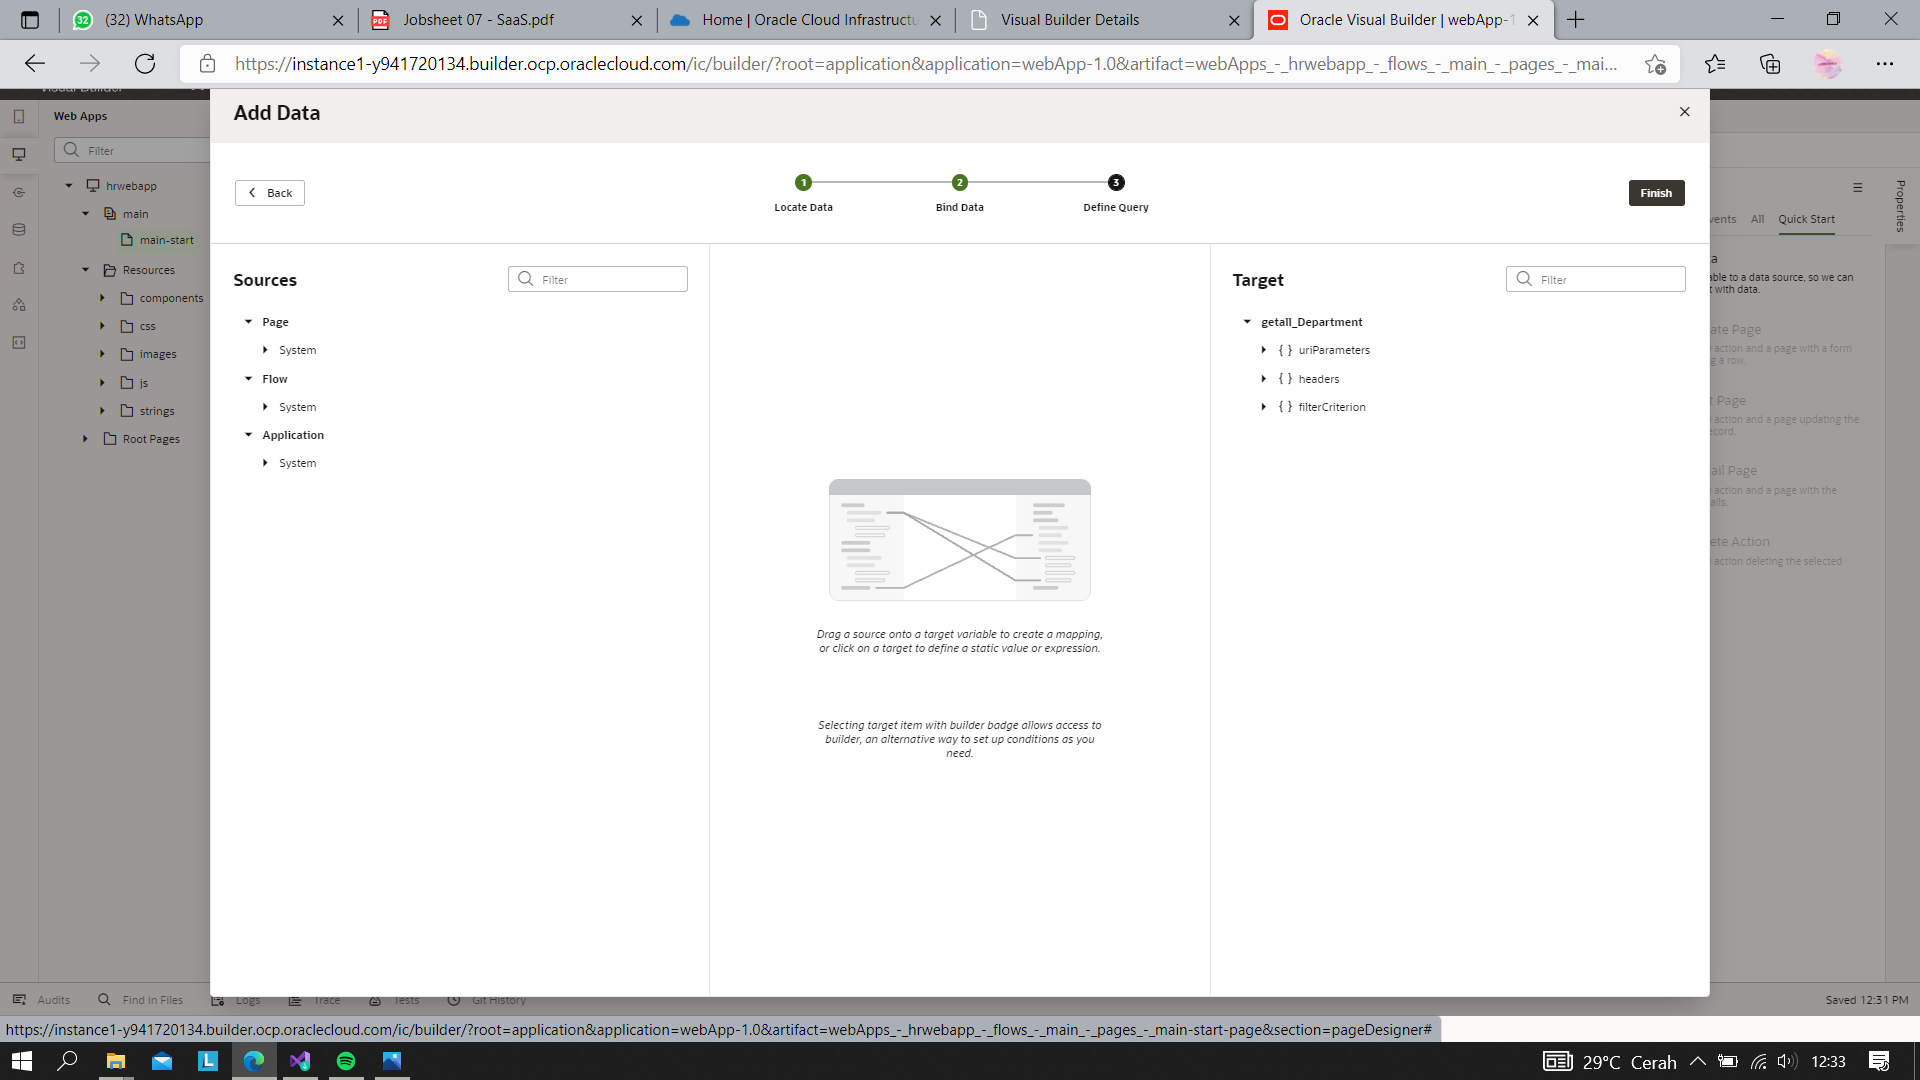 32
(32) WhatsApp
PDF
Jobsheet 07 - SaaS.pdf
Home | Oracle Cloud Infrastructu
Visual Builder Details
Oracle Visual Builder | webApp-1
https://instance1-y941720134.builder.ocp.oraclecloud.com/ic/builder/?root=application&application=webApp-1.0&artifact=webApps_-_hrwebapp_-_flows_-_main_-_pages_-_mai...
Web Apps
Filter
hrwebapp
main
main-start
Resources
components
css
images
js
strings
Root Pages
Add Data
Back
1
2
3
Locate Data
Bind Data
Define Query
Finish
Sources
Filter
Page
System
Flow
System
Application
System
Drag a source onto a target variable to create a mapping,
or click on a target to define a static value or expression.
Selecting target item with builder badge allows access to
builder, an alternative way to set up conditions as you
need.
Target
Filter
getall_Department
{ } uriParameters
{ } headers
{ } filterCriterion
vents
All
Quick Start
Properties
a
ble to a data source, so we can
t with data.
ate Page
action and a page with a form
g a row.
t Page
action and a page updating the
ecord.
ail Page
action and a page with the
ails.
ete Action
action deleting the selected
Audits
Find in Files
Logs
Trace
Tests
Git History
Saved 12:31 PM
https://instance1-y941720134.builder.ocp.oraclecloud.com/ic/builder/?root=application&application=webApp-1.0&artifact=webApps_-_hrwebapp_-_flows_-_main_-_pages_-_main-start-page&section=pageDesigner#
L
29°C Cerah
12:33